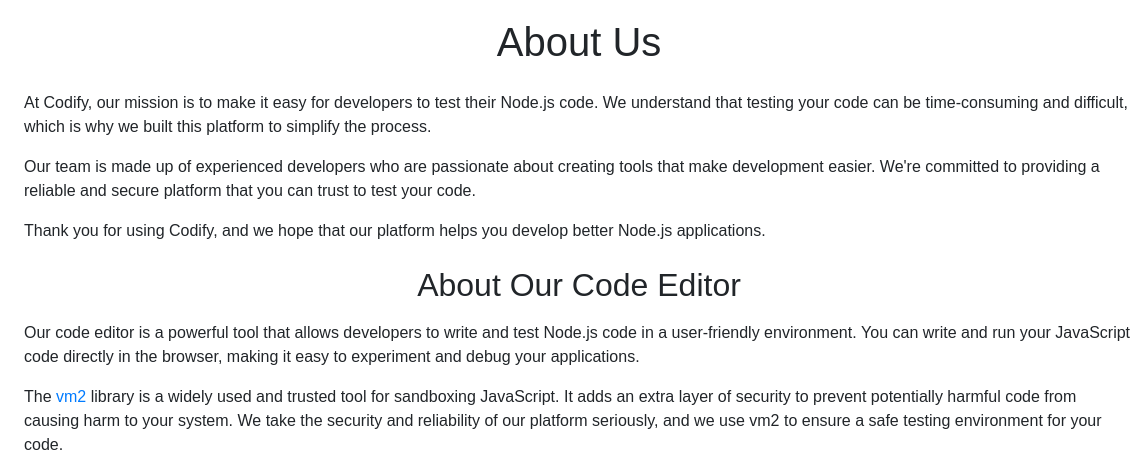 About Us
At Codify, our mission is to make it easy for developers to test their Node.js code. We understand that testing your code can be time-consuming and difficult,
which is why we built this platform to simplify the process.
Our team is made up of experienced developers who are passionate about creating tools that make development easier. We're committed to providing a
reliable and secure platform that you can trust to test your code.
Thank you for using Codify, and we hope that our platform helps you develop better Node.js applications.
About Our Code Editor
Our code editor is a powerful tool that allows developers to write and test Node.js code in a user-friendly environment. You can write and run your JavaScript
code directly in the browser, making it easy to experiment and debug your applications.
The vm2 library is a widely used and trusted tool for sandboxing JavaScript. It adds an extra layer of security to prevent potentially harmful code from
causing harm to your system. We take the security and reliability of our platform seriously, and we use vm2 to ensure a safe testing environment for your
code.